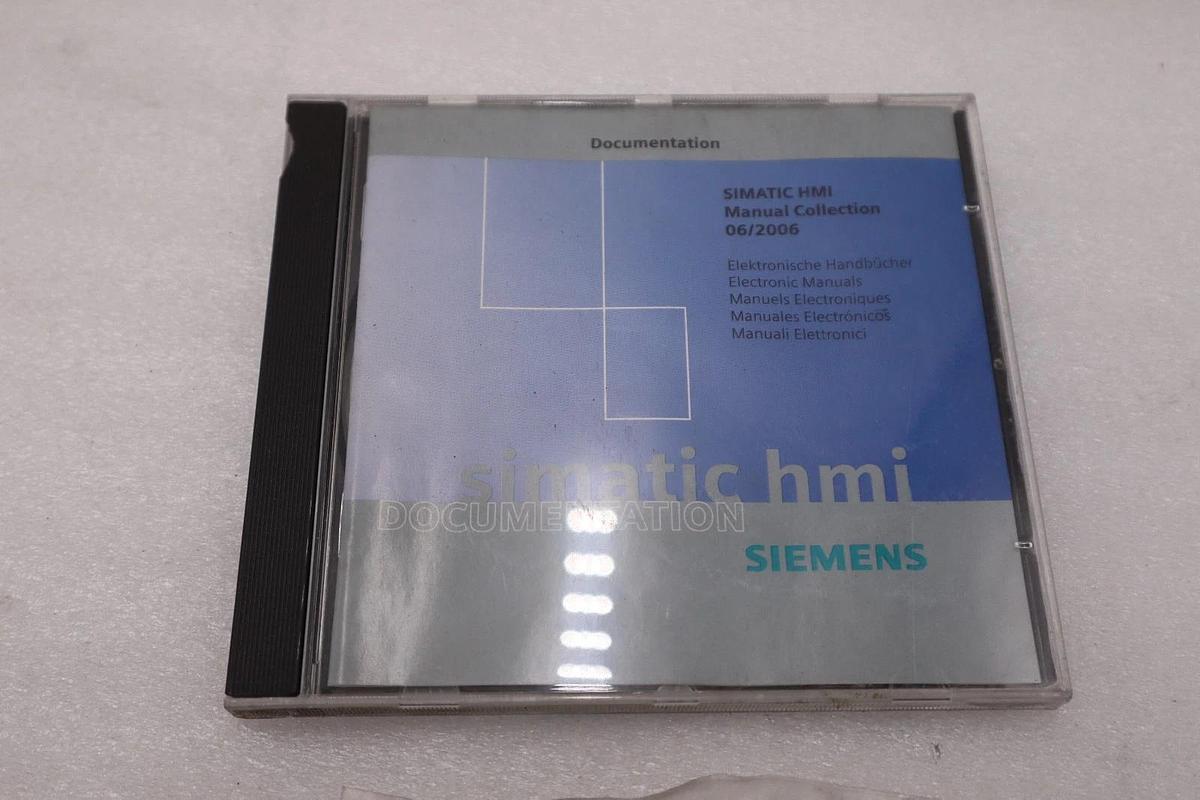 Documentation
SIMATIC HMI
Manual Collection
06/2006
Elektronische Handbücher
Electronic Manuals
Manuels Electroniques
Manuales Electrónicos
Manuali Elettronici
simatic hmi
DOCUMENTATION
SIEMENS